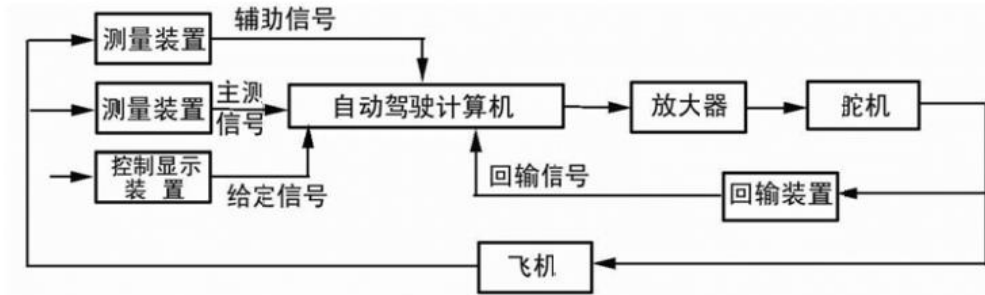 测量装置
辅助信号
测量装置
主测
信号
自动驾驶计算机
放大器
舵机
控制显示
装 置
给定信号
回输信号
回输装置
飞机